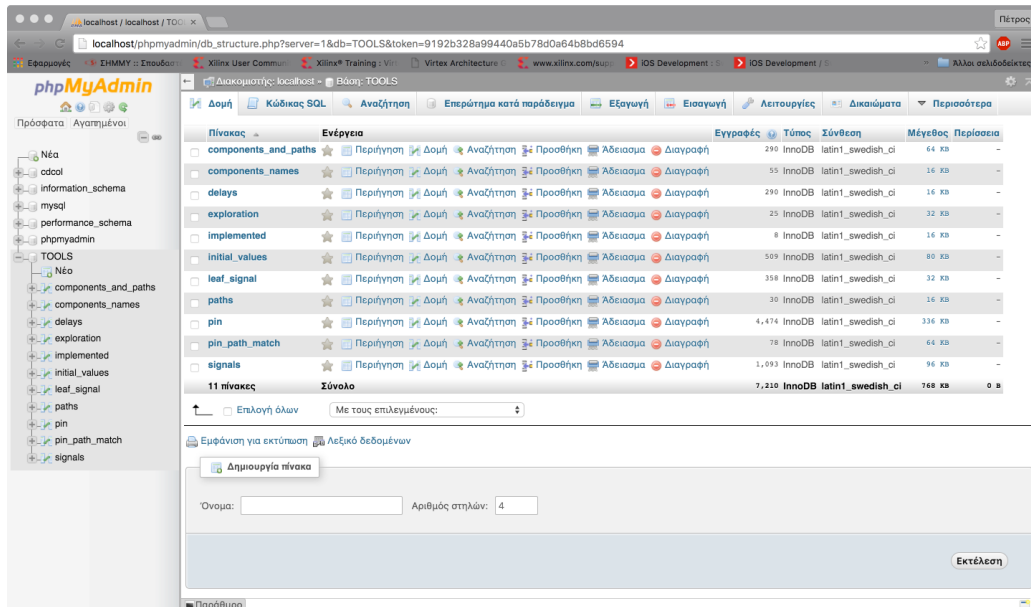 localhost / localhost / TOOL ×
Πέτρος
localhost/phpmyadmin/db_structure.php?server=1&db=TOOLS&token=9192b328a99440a5b78d0a64b8bd6594
ABP
Εφαρμογές ΣΗΜΜΥ :: Σπουδασ Xilinx User Commun Xilinx® Training : Virt Virtex Architecture www.xilinx.com/supp iOS Development : S iOS Development / » Άλλοι σελιδοδείκτες
phpMyAdmin
Πρόσφατα Αγαπημένοι
Νέα
cdcol
information_schema
mysql
performance_schema
phpmyadmin
TOOLS
Νέο
components_and_paths
components_names
delays
exploration
implemented
initial_values
leaf_signal
paths
pin
pin_path_match
signals
Διακομιστής: localhost » Βάση: TOOLS
Δομή Κώδικας SQL Αναζήτηση Επερώτημα κατά παράδειγμα Εξαγωγή Εισαγωγή Λειτουργίες Δικαιώματα Περισσότερα
Πίνακας Ενέργεια Εγγραφές Τύπος Σύνθεση Μέγεθος Περίσσεια
components_and_paths Περιήγηση Δομή Αναζήτηση Προσθήκη Άδειασμα Διαγραφή 290 InnoDB latin1_swedish_ci 64 KB -
components_names Περιήγηση Δομή Αναζήτηση Προσθήκη Άδειασμα Διαγραφή 55 InnoDB latin1_swedish_ci 16 KB -
delays Περιήγηση Δομή Αναζήτηση Προσθήκη Άδειασμα Διαγραφή 290 InnoDB latin1_swedish_ci 16 KB -
exploration Περιήγηση Δομή Αναζήτηση Προσθήκη Άδειασμα Διαγραφή 25 InnoDB latin1_swedish_ci 32 KB -
implemented Περιήγηση Δομή Αναζήτηση Προσθήκη Άδειασμα Διαγραφή 8 InnoDB latin1_swedish_ci 16 KB -
initial_values Περιήγηση Δομή Αναζήτηση Προσθήκη Άδειασμα Διαγραφή 509 InnoDB latin1_swedish_ci 80 KB -
leaf_signal Περιήγηση Δομή Αναζήτηση Προσθήκη Άδειασμα Διαγραφή 358 InnoDB latin1_swedish_ci 32 KB -
paths Περιήγηση Δομή Αναζήτηση Προσθήκη Άδειασμα Διαγραφή 30 InnoDB latin1_swedish_ci 16 KB -
pin Περιήγηση Δομή Αναζήτηση Προσθήκη Άδειασμα Διαγραφή 4,474 InnoDB latin1_swedish_ci 336 KB -
pin_path_match Περιήγηση Δομή Αναζήτηση Προσθήκη Άδειασμα Διαγραφή 78 InnoDB latin1_swedish_ci 64 KB -
signals Περιήγηση Δομή Αναζήτηση Προσθήκη Άδειασμα Διαγραφή 1,093 InnoDB latin1_swedish_ci 96 KB -
11 πίνακες Σύνολο 7,210 InnoDB latin1_swedish_ci 768 KB 0 B
Επιλογή όλων Με τους επιλεγμένους:
Εμφάνιση για εκτύπωση Λεξικό δεδομένων
Δημιουργία πίνακα
Όνομα: Αριθμός στηλών: 4
Εκτέλεση
Παράθυρο